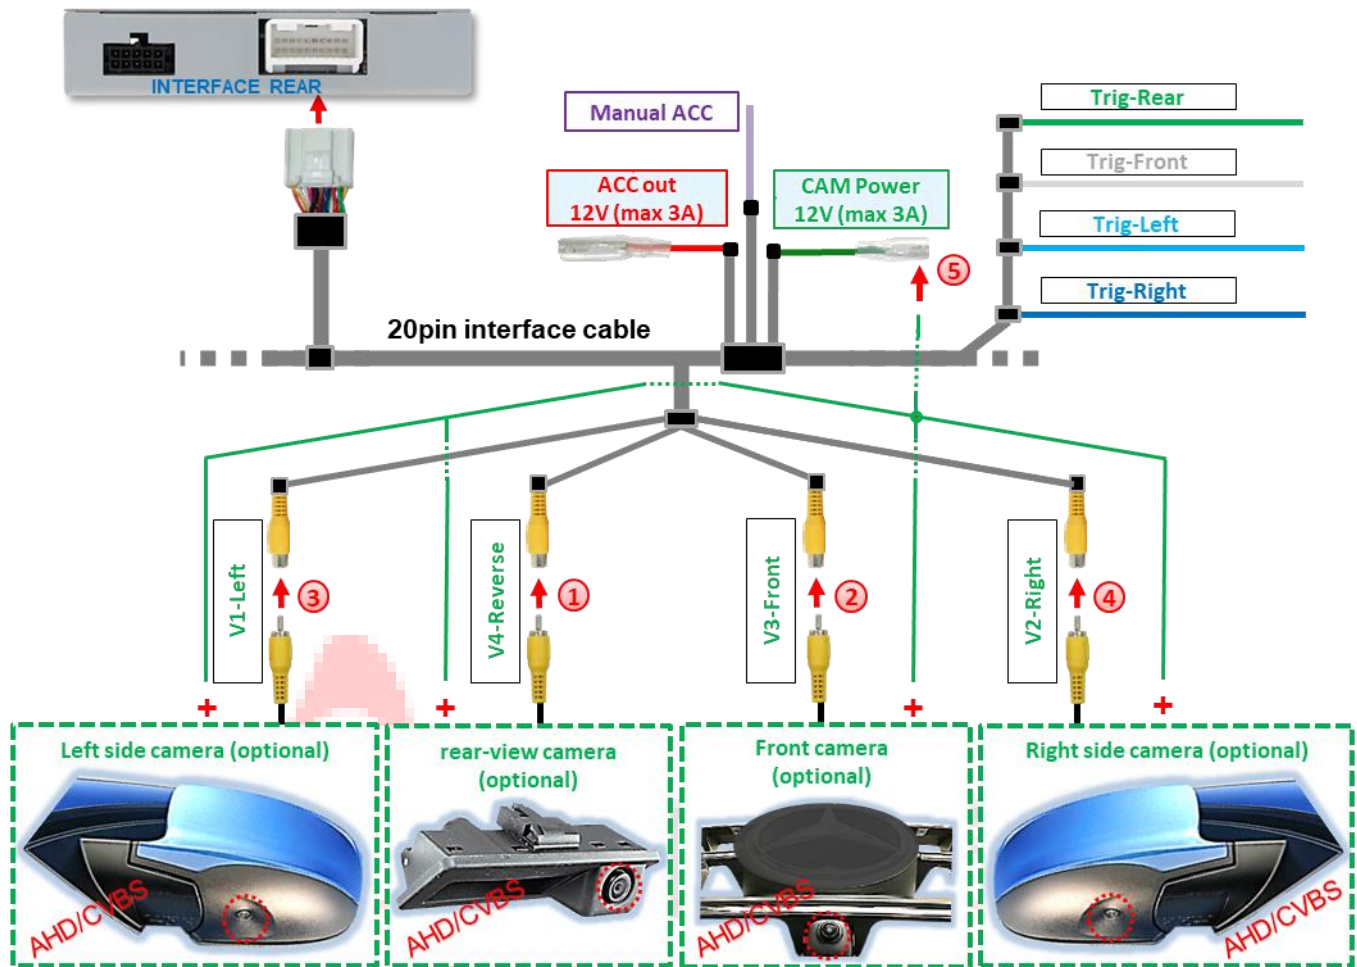 INTERFACE REAR
Manual ACC
ACC out
12V (max 3A)
CAM Power
12V (max 3A)
Trig-Rear
Trig-Front
Trig-Left
Trig-Right
5
20pin interface cable
V1-Left
3
V4-Reverse
1
V3-Front
2
V2-Right
4
+
+
+
+
Left side camera (optional)
AHD/CVBS
rear-view camera
(optional)
AHD/CVBS
Front camera
(optional)
AHD/CVBS
Right side camera (optional)
AHD/CVBS